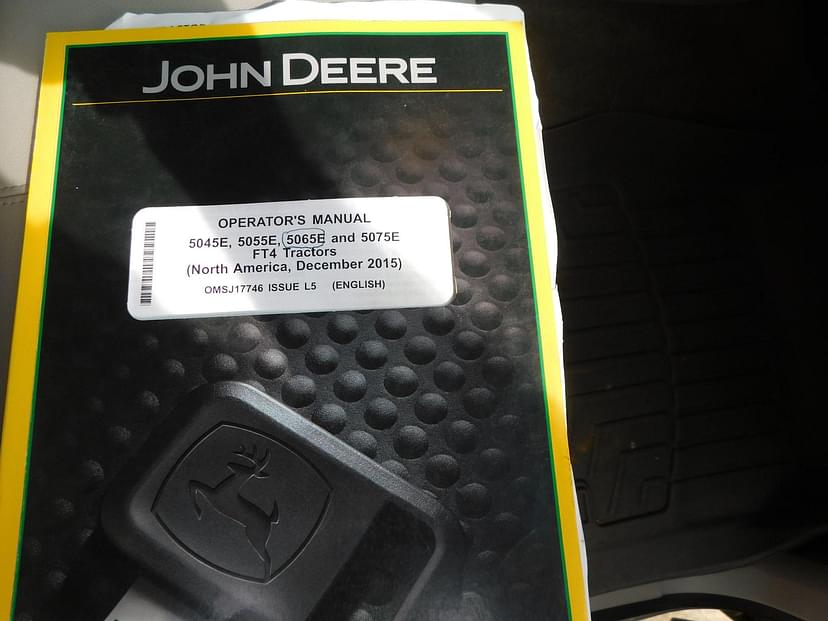 JOHN DEERE
OPERATOR'S MANUAL
5045E, 5055E, 5065E and 5075E
FT4 Tractors
(North America, December 2015)
OMSJ17746 ISSUE L5 (ENGLISH)